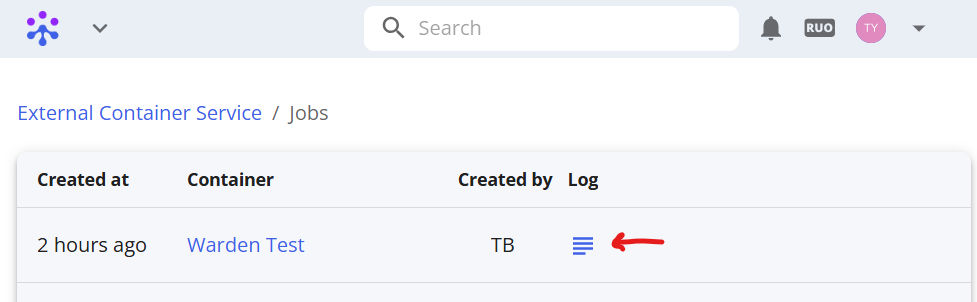 Search
RUO
TY
External Container Service / Jobs
Created at Container Created by Log
2 hours ago Warden Test TB